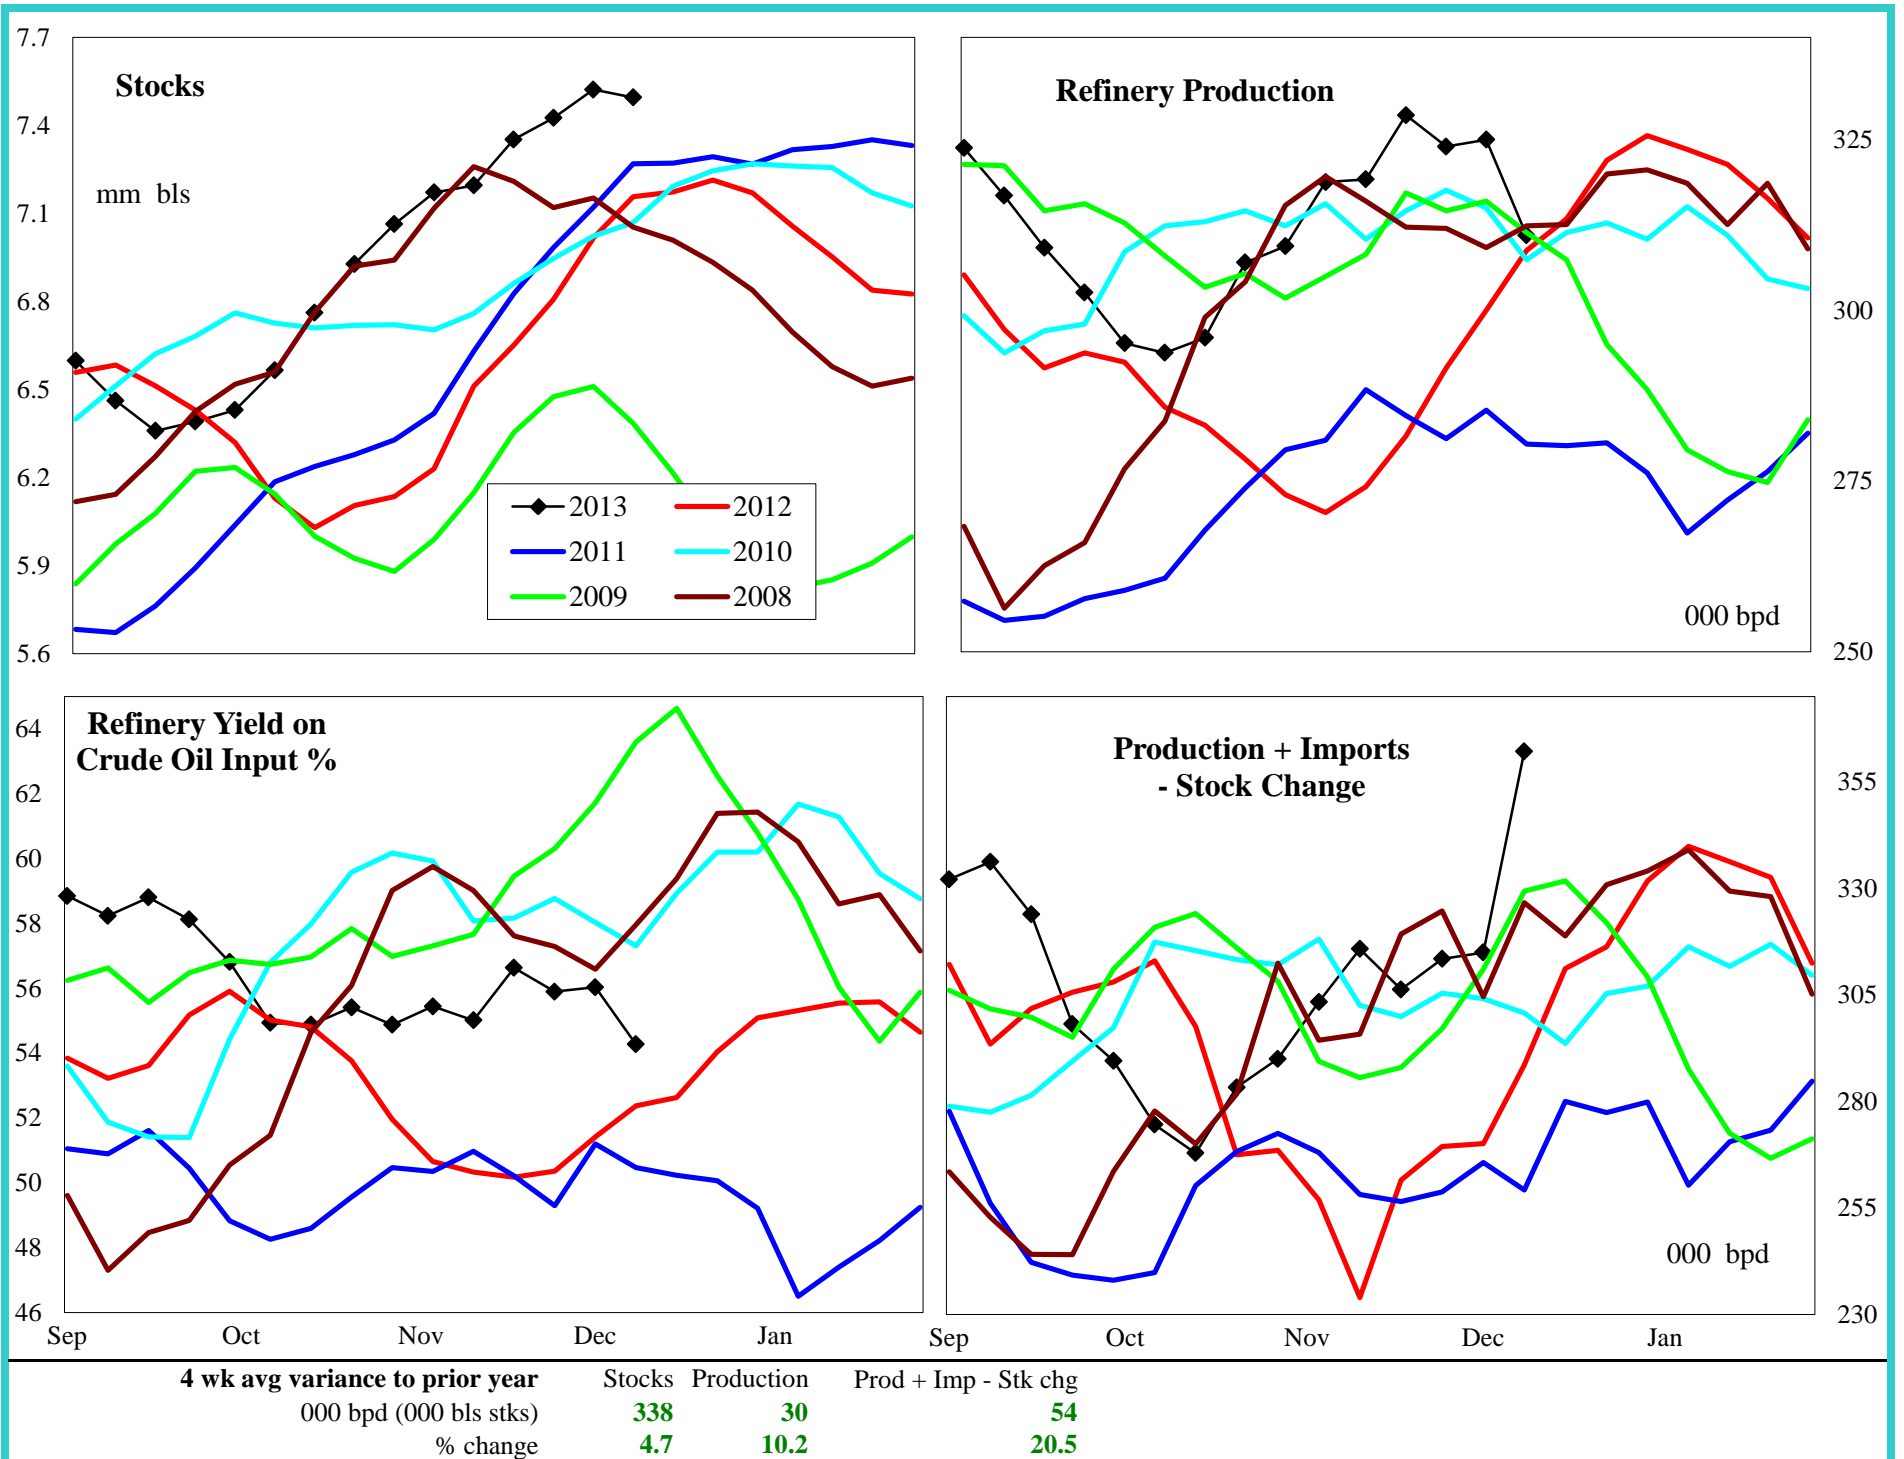 Stocks
mm bls
7.7
7.4
7.1
6.8
6.5
6.2
5.9
5.6
2013 2012
2011 2010
2009 2008
Refinery Production
325
300
275
250
000 bpd
Refinery Yield on
Crude Oil Input %
64
62
60
58
56
54
52
50
48
46
Sep Oct Nov Dec Jan
Production + Imports
- Stock Change
355
330
305
280
255
230
000 bpd
Sep Oct Nov Dec Jan
4 wk avg variance to prior year Stocks Production Prod + Imp - Stk chg
000 bpd (000 bls stks) 338 30 54
% change 4.7 10.2 20.5